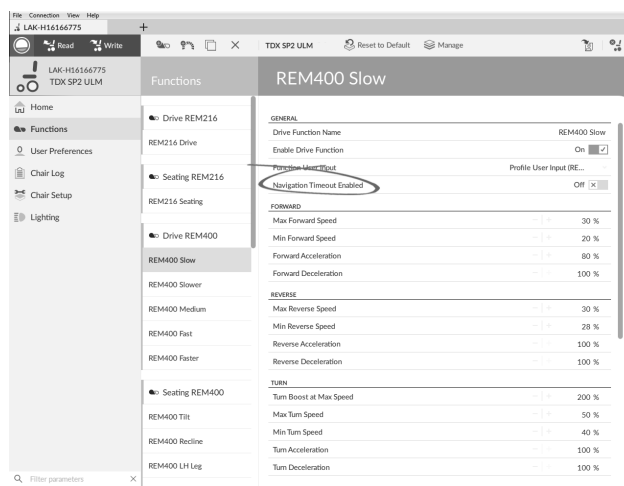 File Connection View Help
LAK-H16166775
+
Read Write TDX SP2 ULM Reset to Default Manage
LAK-H16166775
TDX SP2 ULM
Functions
REM400 Slow
Home
Functions
User Preferences
Chair Log
Chair Setup
Lighting
Filter parameters
Drive REM216
REM216 Drive
Seating REM216
REM216 Seating
Drive REM400
REM400 Slow
REM400 Slower
REM400 Medium
REM400 Fast
REM400 Faster
Seating REM400
REM400 Tilt
REM400 Recline
REM400 LH Leg
GENERAL
Drive Function Name REM400 Slow
Enable Drive Function On
Function User Input Profile User Input (RE...
Navigation Timeout Enabled Off
FORWARD
Max Forward Speed - + 30 %
Min Forward Speed - + 20 %
Forward Acceleration - + 80 %
Forward Deceleration - + 100 %
REVERSE
Max Reverse Speed - + 30 %
Min Reverse Speed - + 28 %
Reverse Acceleration - + 100 %
Reverse Deceleration - + 100 %
TURN
Turn Boost at Max Speed - + 200 %
Max Turn Speed - + 50 %
Min Turn Speed - + 40 %
Turn Acceleration - + 100 %
Turn Deceleration - + 100 %